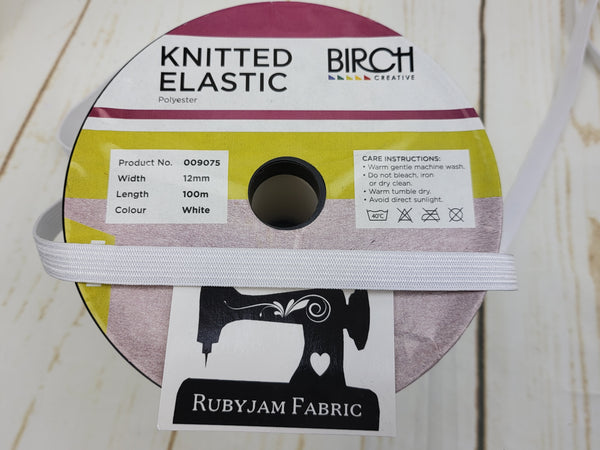 KNITTED
ELASTIC
Polyester
BIRCH
CREATIVE
Product No. 009075
Width 12mm
Length 100m
Colour White
CARE INSTRUCTIONS:
• Warm gentle machine wash.
• Do not bleach, iron
or dry clean.
• Warm tumble dry.
• Avoid direct sunlight.
40°C
RUBYJAM FABRIC